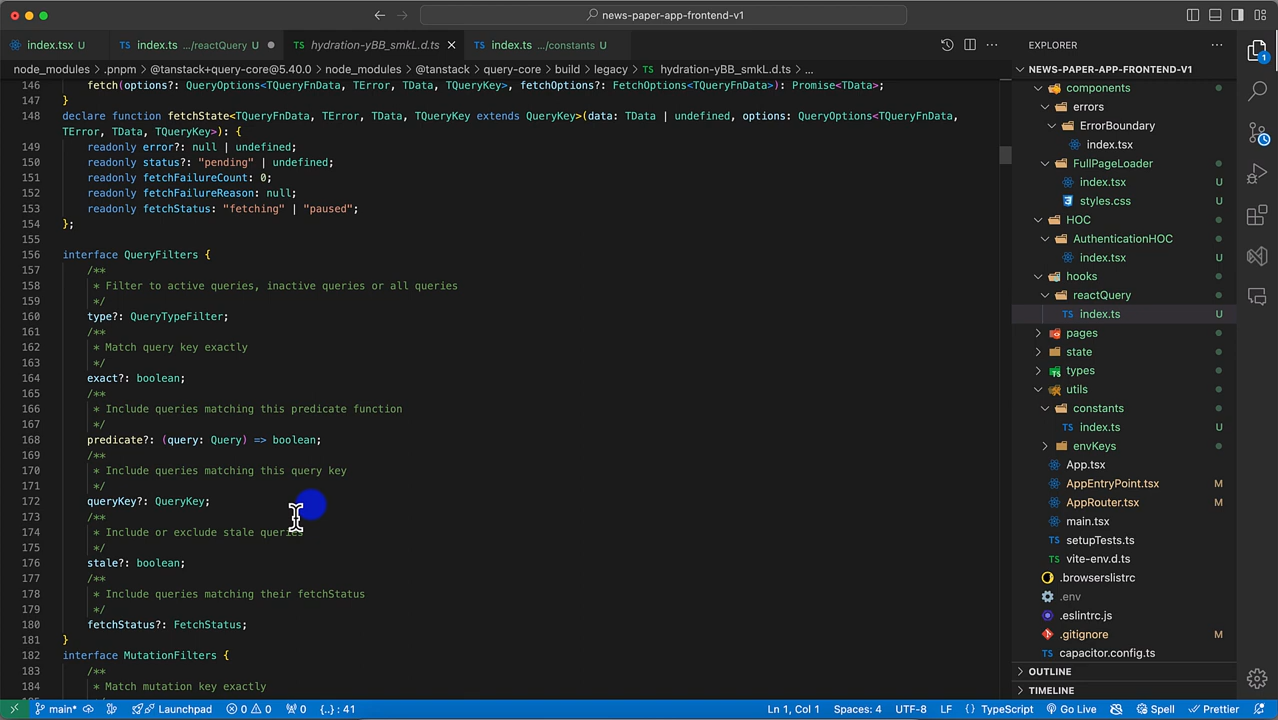 news-paper-app-frontend-v1
index.tsx U
index.ts .../reactQuery U
hydration-yBB_smkL.d.ts
index.ts .../constants U
EXPLORER
node_modules > .pnpm > @tanstack+query-core@5.40.0 > node_modules > @tanstack > query-core > build > legacy > TS hydration-yBB_smkL.d.ts > ...
146 fetch(options?: QueryOptions<TQueryFnData, TError, TData, TQueryKey>, fetchOptions?: FetchOptions<TQueryFnData>): Promise<TData>;
147 }
148 declare function fetchState<TQueryFnData, TError, TData, TQueryKey extends QueryKey>(data: TData | undefined, options: QueryOptions<TQueryFnData,
TError, TData, TQueryKey>): {
149 readonly error?: null | undefined;
150 readonly status?: "pending" | undefined;
151 readonly fetchFailureCount: 0;
152 readonly fetchFailureReason: null;
153 readonly fetchStatus: "fetching" | "paused";
154 };
155
156 interface QueryFilters {
157 /**
158 * Filter to active queries, inactive queries or all queries
159 */
160 type?: QueryTypeFilter;
161 /**
162 * Match query key exactly
163 */
164 exact?: boolean;
165 /**
166 * Include queries matching this predicate function
167 */
168 predicate?: (query: Query) => boolean;
169 /**
170 * Include queries matching this query key
171 */
172 queryKey?: QueryKey;
173 /**
174 * Include or exclude stale queries
175 */
176 stale?: boolean;
177 /**
178 * Include queries matching their fetchStatus
179 */
180 fetchStatus?: FetchStatus;
181 }
182 interface MutationFilters {
183 /**
184 * Match mutation key exactly
NEWS-PAPER-APP-FRONTEND-V1
components
errors
ErrorBoundary
index.tsx U
FullPageLoader
index.tsx U
styles.css U
HOC
AuthenticationHOC
index.tsx U
hooks
reactQuery
TS index.ts U
pages
state
types
utils
constants
TS index.ts U
envKeys
App.tsx
AppEntryPoint.tsx M
AppRouter.tsx M
main.tsx
TS setupTests.ts
TS vite-env.d.ts
.browserslistrc
.env
.eslintrc.js
.gitignore M
TS capacitor.config.ts
OUTLINE
TIMELINE
1
main* Launchpad 0 0 0 {..} : 41 Ln 1, Col 1 Spaces: 4 UTF-8 LF {} TypeScript Go Live Spell Prettier